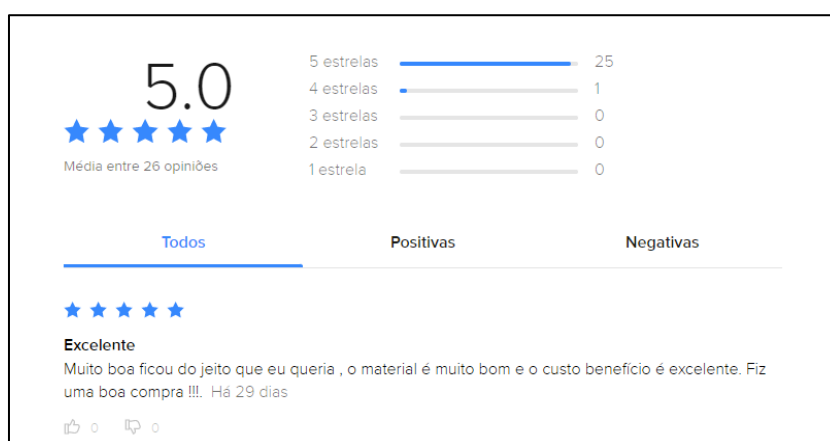 5.0
Média entre 26 opiniões
5 estrelas 25
4 estrelas 1
3 estrelas 0
2 estrelas 0
1 estrela 0
Todos Positivas Negativas
Excelente
Muito boa ficou do jeito que eu queria , o material é muito bom e o custo benefício é excelente. Fiz
uma boa compra !!!. Há 29 dias
0 0